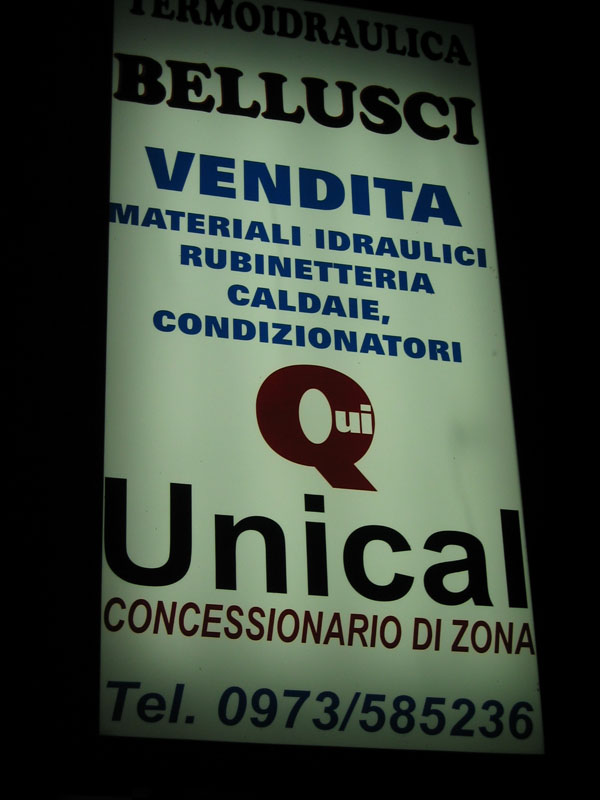 TERMOIDRAULICA
BELLUSCI
VENDITA
MATERIALI IDRAULICI
RUBINETTERIA
CALDAIE,
CONDIZIONATORI
Qui
Unical
CONCESSIONARIO DI ZONA
Tel. 0973/585236